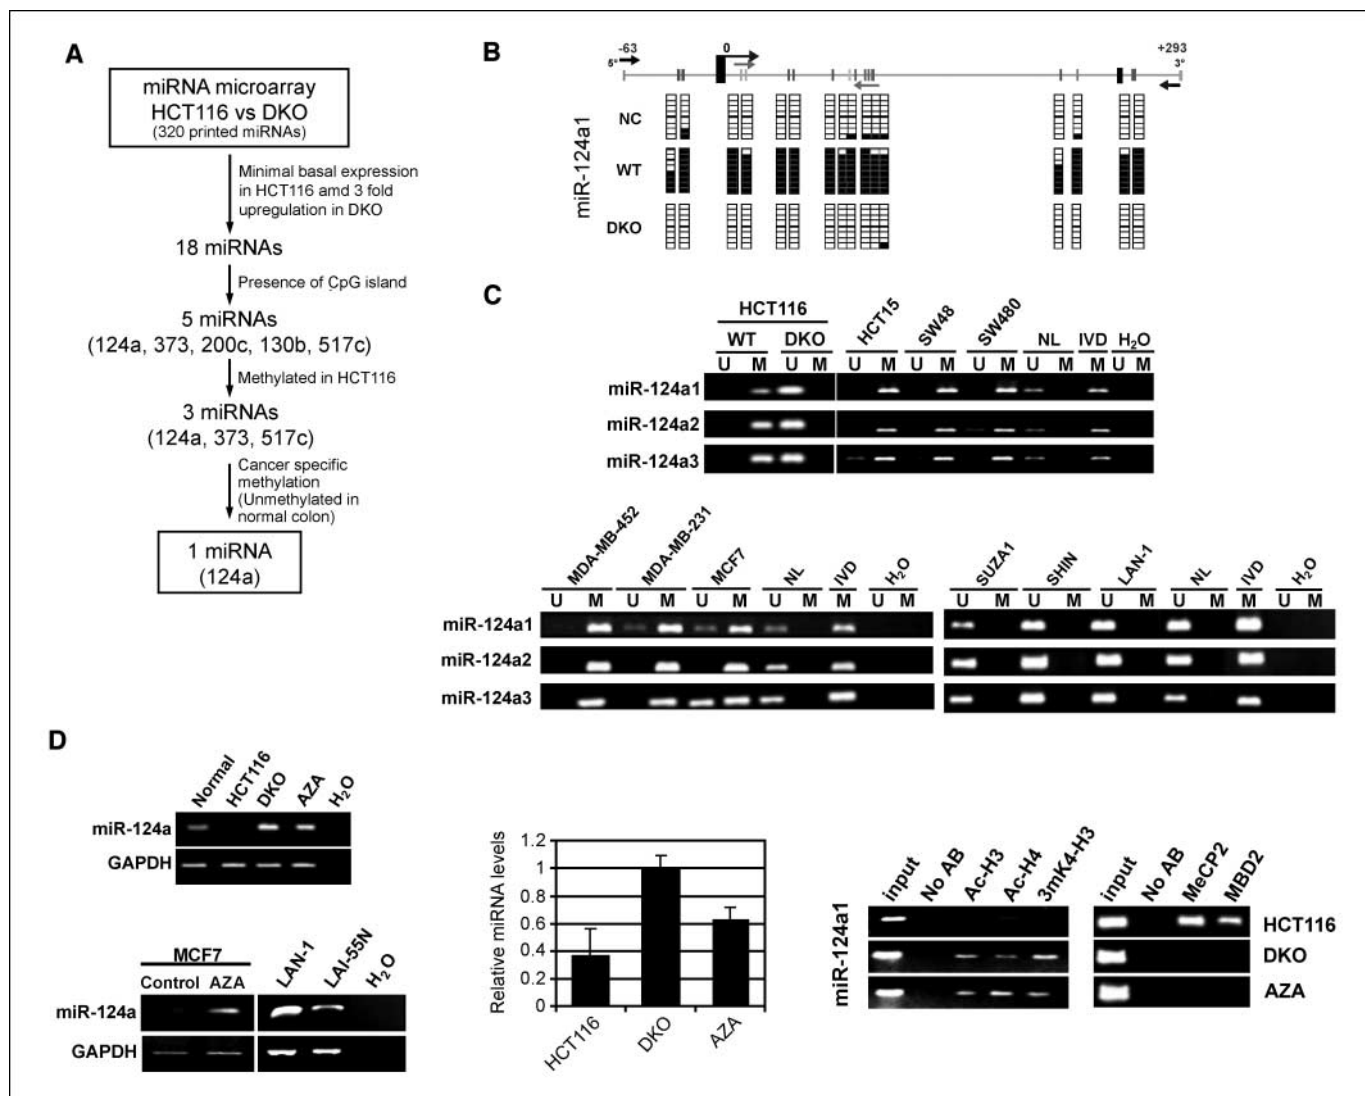 A
miRNA microarray
HCT116 vs DKO
(320 printed miRNAs)
Minimal basal expression
in HCT116 amd 3 fold
upregulation in DKO
18 miRNAs
Presence of CpG island
5 miRNAs
(124a, 373, 200c, 130b, 517c)
Methylated in HCT116
3 miRNAs
(124a, 373, 517c)
Cancer specific
methylation
(Unmethylated in
normal colon)
1 miRNA
(124a)
B
-63 0 +293
5' 3'
miR-124a1
NC
WT
DKO
C
HCT116 HCT15 SW48 SW480 NL IVD H2O
WT DKO
U M U M U M U M U M U M M U M
miR-124a1
miR-124a2
miR-124a3
MDA-MB-452 MDA-MB-231 MCF7 NL IVD H2O
U M U M U M U M M U M
miR-124a1
miR-124a2
miR-124a3
SUZA1 SHIN LAN-1 NL IVD H2O
U M U M U M U M M U M
D
Normal HCT116 DKO AZA H2O
miR-124a
GAPDH
MCF7 LAN-1 LAI-55N H2O
Control AZA
miR-124a
GAPDH
Relative miRNA levels
1.2
1
0.8
0.6
0.4
0.2
0
HCT116 DKO AZA
miR-124a1
input No AB Ac-H3 Ac-H4 3mK4-H3
input No AB MeCP2 MBD2
HCT116
DKO
AZA